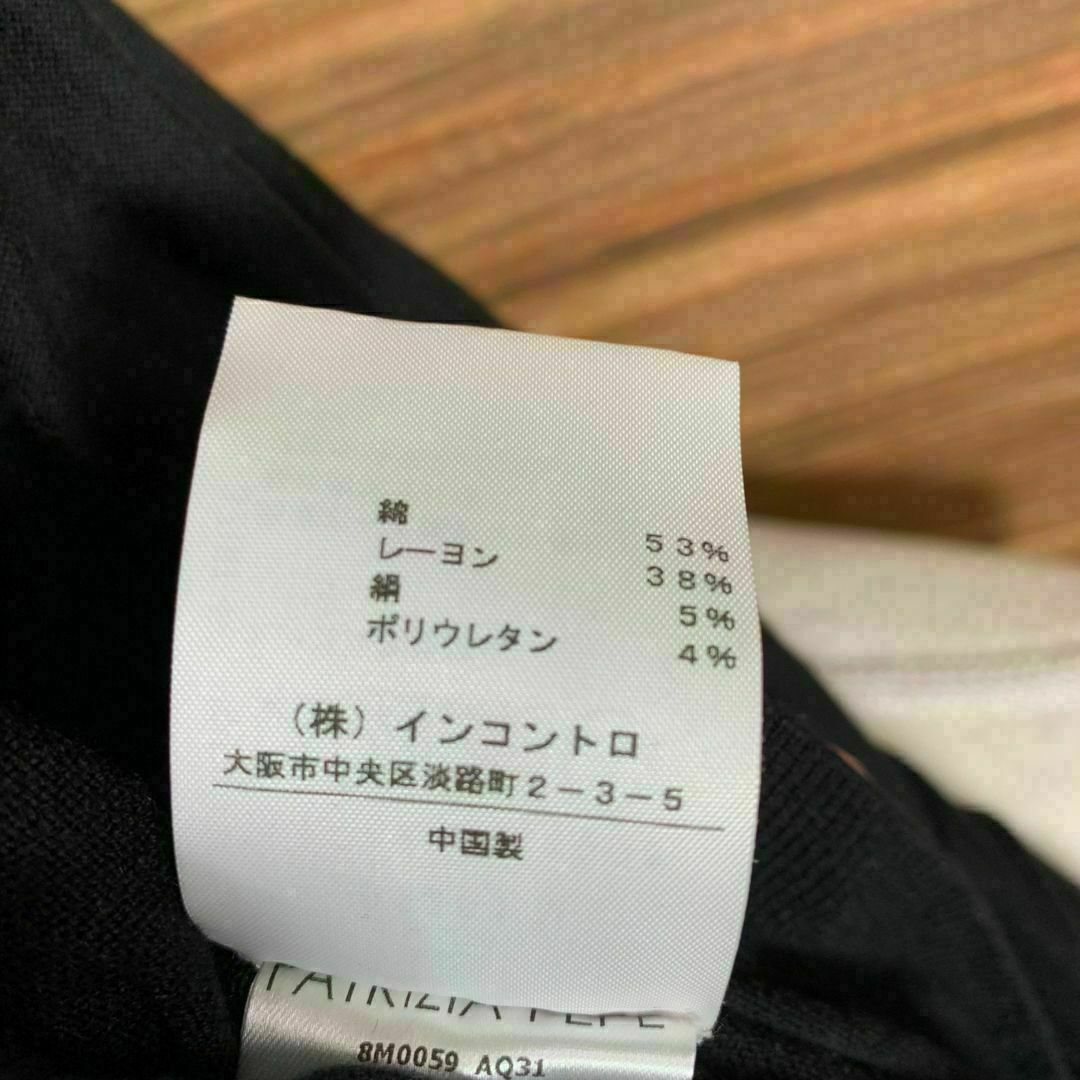 綿 53%
レーヨン 38%
絹 5%
ポリウレタン 4%
（株）インコントロ
大阪市中央区淡路町2－3－5
中国製
PATRIZIA PEPE
8M0059 AQ31